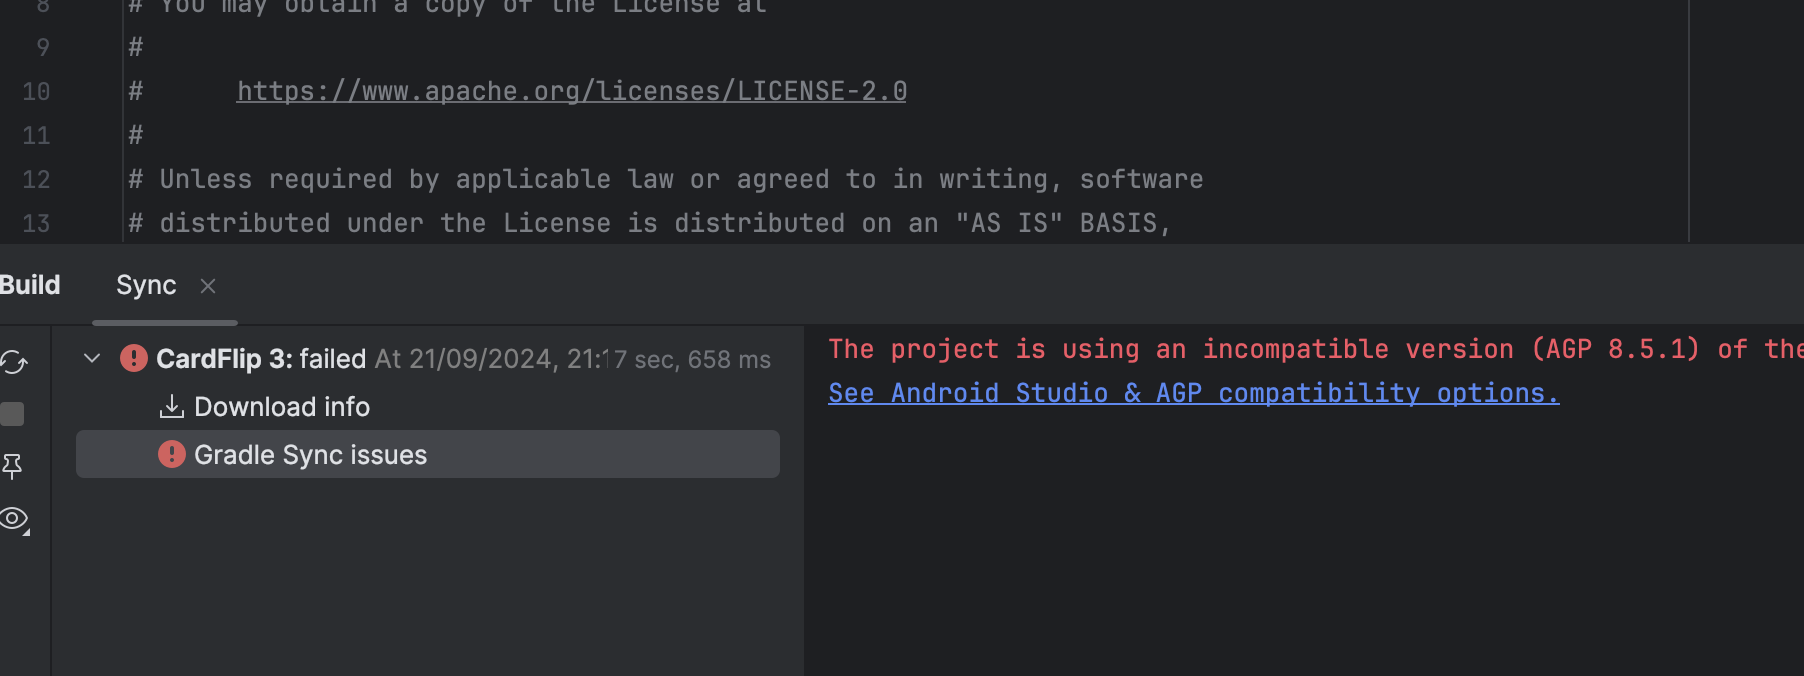 8 # You may obtain a copy of the License at
9 #
10 # https://www.apache.org/licenses/LICENSE-2.0
11 #
12 # Unless required by applicable law or agreed to in writing, software
13 # distributed under the License is distributed on an "AS IS" BASIS,
Build Sync
CardFlip 3: failed At 21/09/2024, 21: 7 sec, 658 ms
Download info
Gradle Sync issues
The project is using an incompatible version (AGP 8.5.1) of the
See Android Studio & AGP compatibility options.